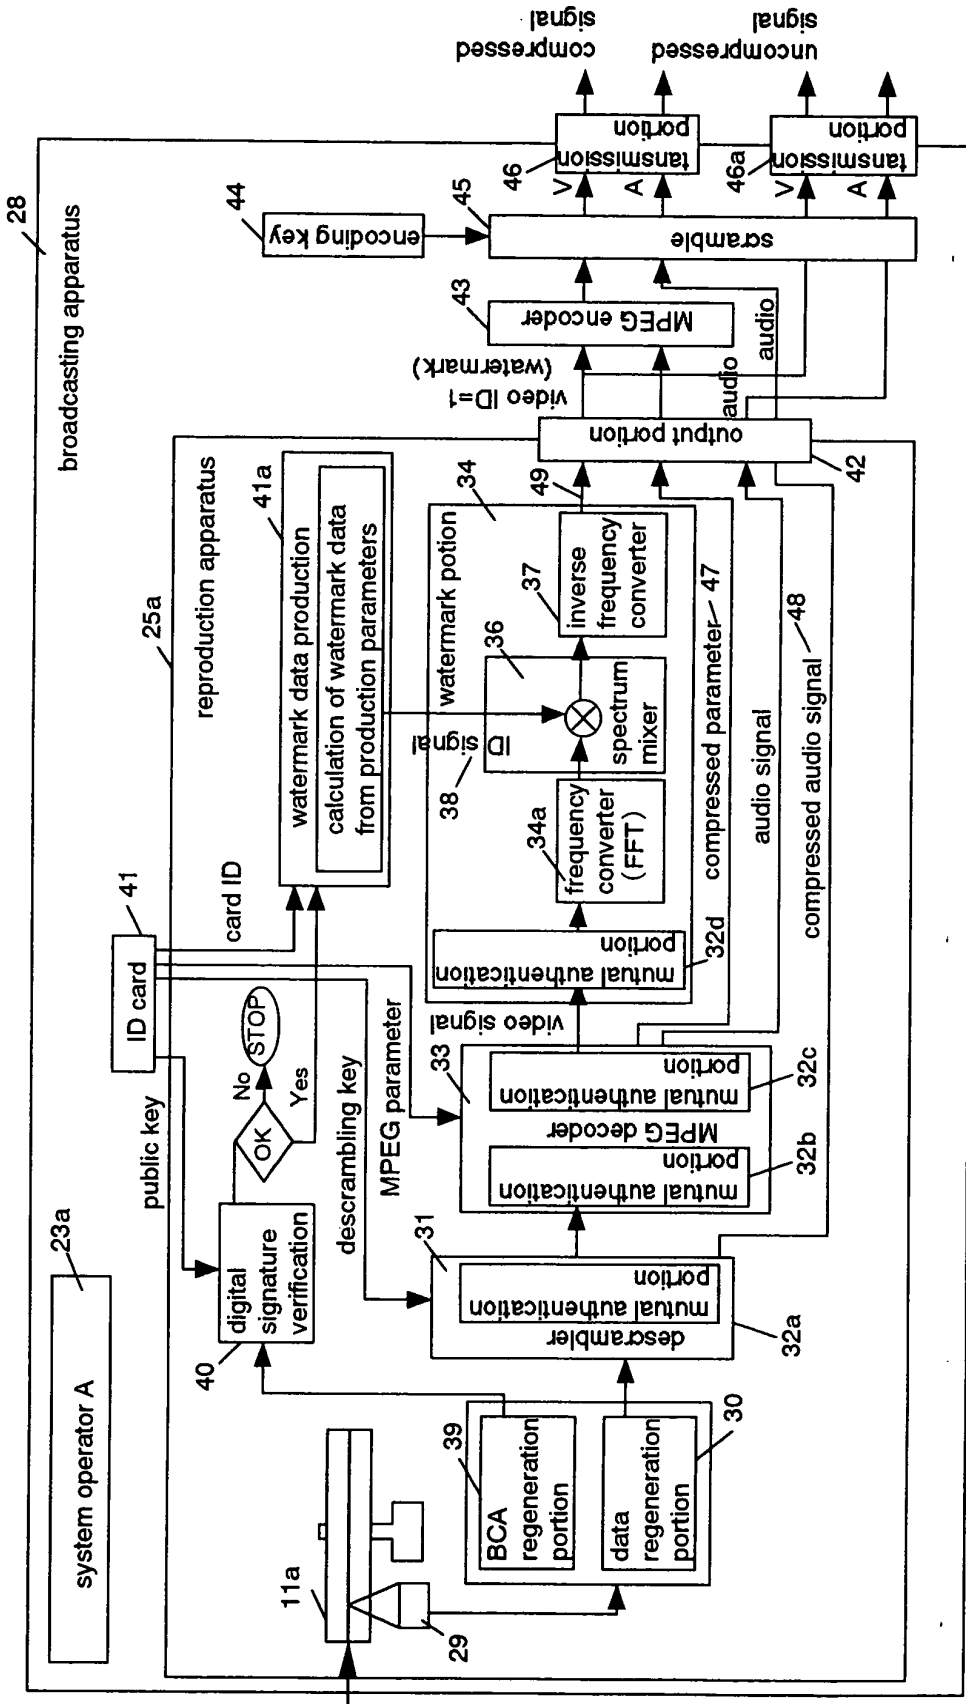 28
broadcasting apparatus
system operator A
23a
25a
reproduction apparatus
ID card
41
public key
card ID
descrambling key
MPEG parameter
digital
signature
verification
40
OK
No
Yes
STOP
watermark data production
41a
calculation of watermark data
from production parameters
11a
29
BCA
regeneration
portion
39
data
regeneration
portion
30
31
descrambler
mutual authentication
portion
32a
33
MPEG decoder
mutual authentication
portion
32b
mutual authentication
portion
32c
video signal
watermark potion
34
mutual authentication
portion
32d
34a
frequency
converter
(FFT)
ID signal
38
36
spectrum
mixer
37
inverse
frequency
converter
49
compressed parameter
47
audio signal
compressed audio signal
48
output portion
42
video ID=1
(watermark)
audio
audio
43
MPEG encoder
44
encoding key
45
scramble
V
A
46
tansmission
portion
compressed
signal
V
A
46a
tansmission
portion
uncompressed
signal